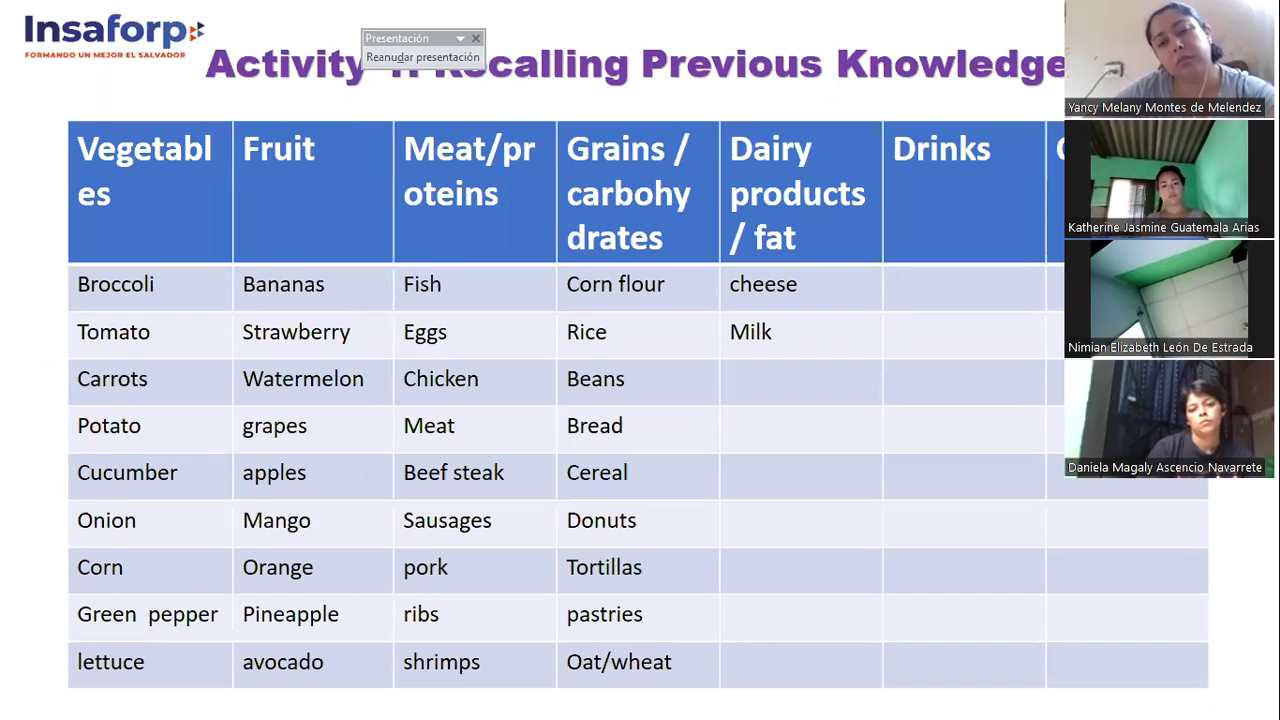 Insaforp
FORMANDO UN MEJOR EL SALVADOR
Presentación
Reanudar presentación
Activity Recalling Previous Knowledge
Vegetabl
es
Fruit
Meat/pr
oteins
Grains /
carbohy
drates
Dairy
products
/ fat
Drinks
Broccoli
Bananas
Fish
Corn flour
cheese
Tomato
Strawberry
Eggs
Rice
Milk
Carrots
Watermelon
Chicken
Beans
Potato
grapes
Meat
Bread
Cucumber
apples
Beef steak
Cereal
Onion
Mango
Sausages
Donuts
Corn
Orange
pork
Tortillas
Green pepper
Pineapple
ribs
pastries
lettuce
avocado
shrimps
Oat/wheat
Yancy Melany Montes de Melendez
Katherine Jasmine Guatemala Arias
Nimian Elizabeth León De Estrada
Daniela Magaly Ascencio Navarrete